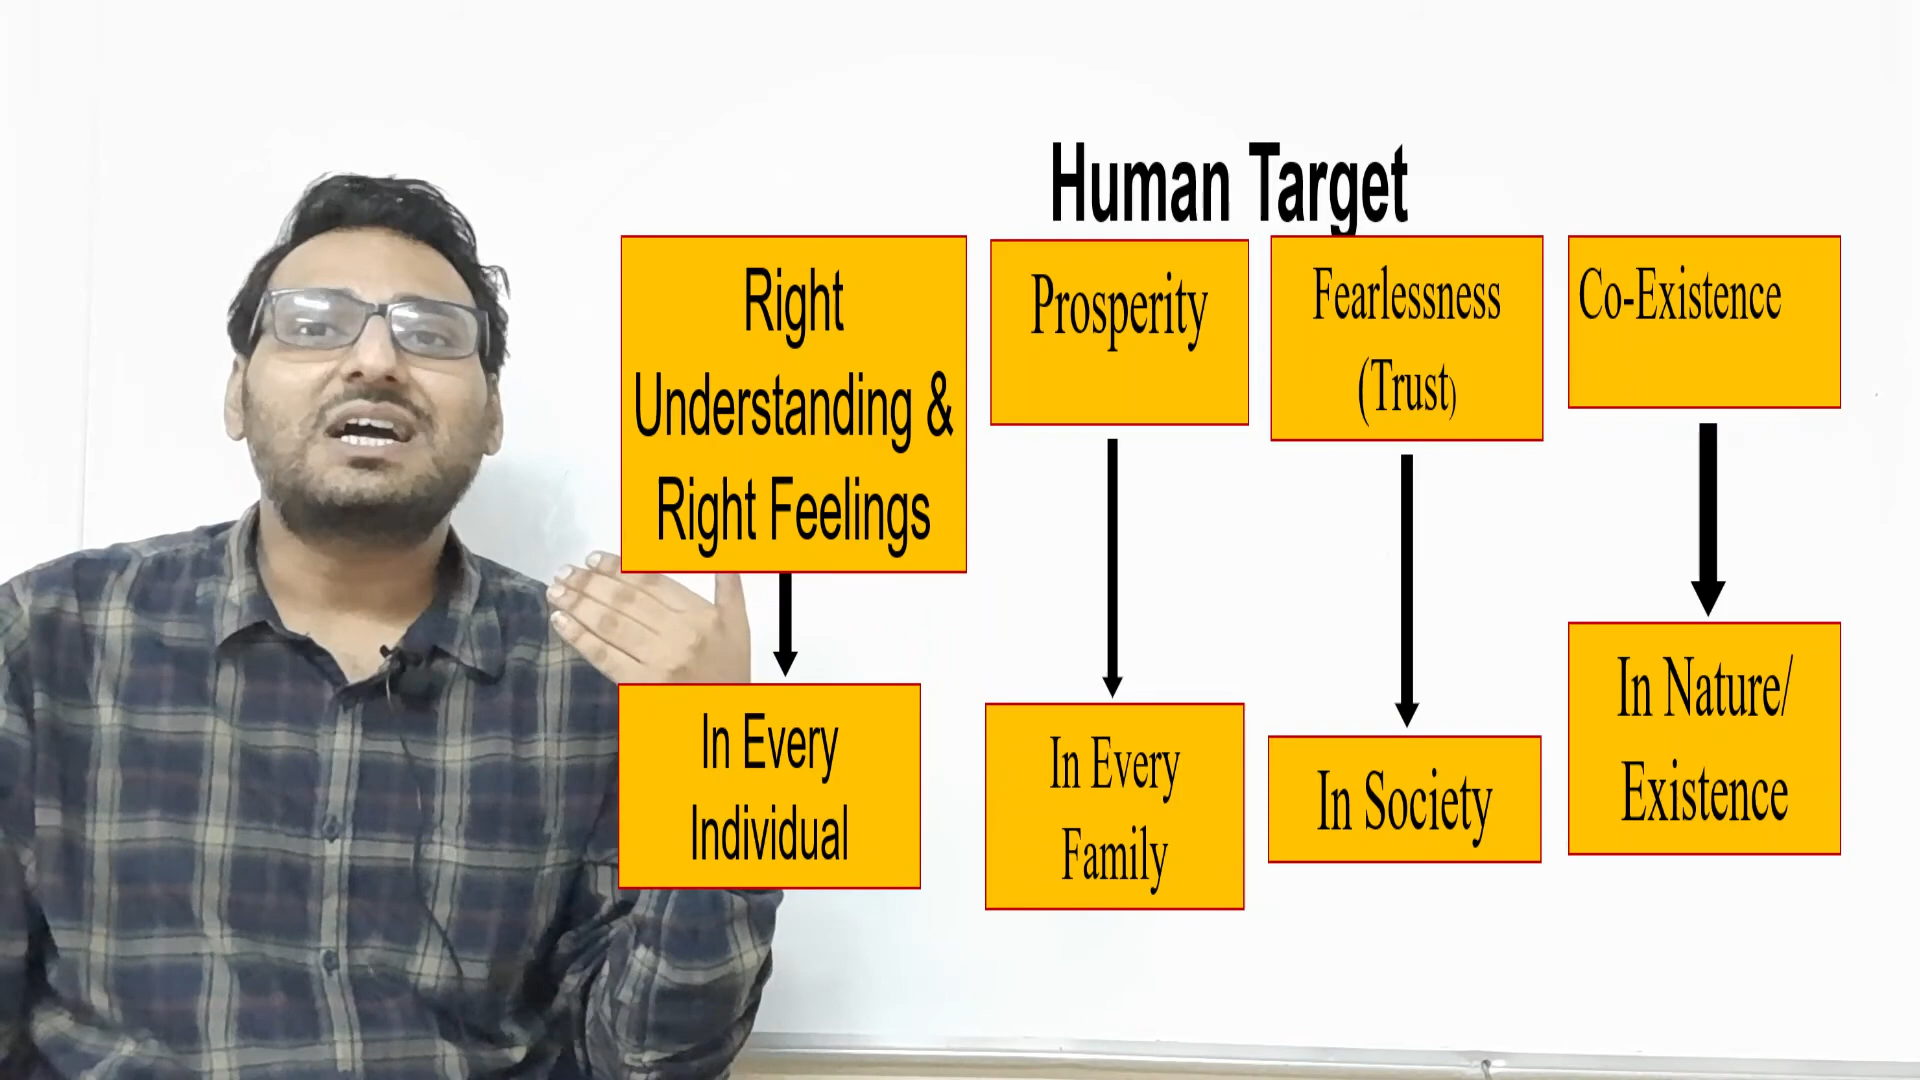 Human Target
Right
Understanding &
Right Feelings
Prosperity
Fearlessness
(Trust)
Co-Existence
In Every
Individual
In Every
Family
In Society
In Nature/
Existence